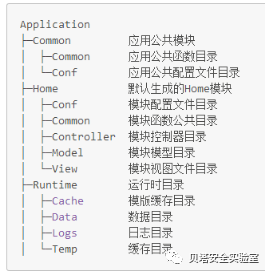 Application
├─Common 应用公共模块
│ ├─Common 应用公共函数目录
│ └─Conf 应用公共配置文件目录
├─Home 默认生成的Home模块
│ ├─Conf 模块配置文件目录
│ ├─Common 模块函数公共目录
│ ├─Controller 模块控制器目录
│ ├─Model 模块模型目录
│ └─View 模块视图文件目录
├─Runtime 运行时目录
│ ├─Cache 模版缓存目录
│ ├─Data 数据目录
│ ├─Logs 日志目录
│ └─Temp 缓存目录
贝塔安全实验室